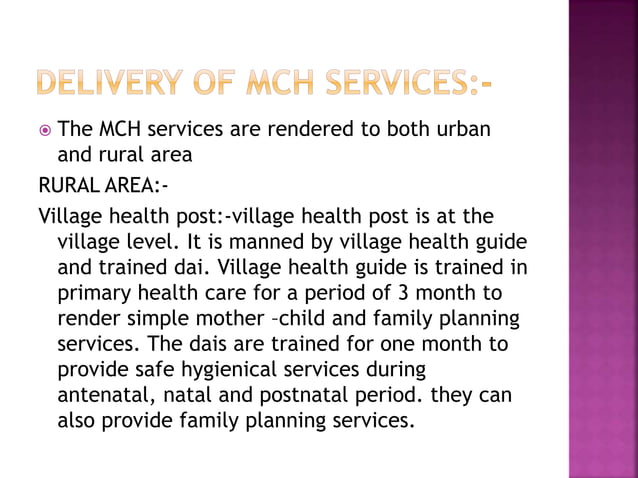 DELIVERY OF MCH SERVICES:-
The MCH services are rendered to both urban
and rural area
RURAL AREA:-
Village health post:-village health post is at the
village level. It is manned by village health guide
and trained dai. Village health guide is trained in
primary health care for a period of 3 month to
render simple mother –child and family planning
services. The dais are trained for one month to
provide safe hygienical services during
antenatal, natal and postnatal period. they can
also provide family planning services.